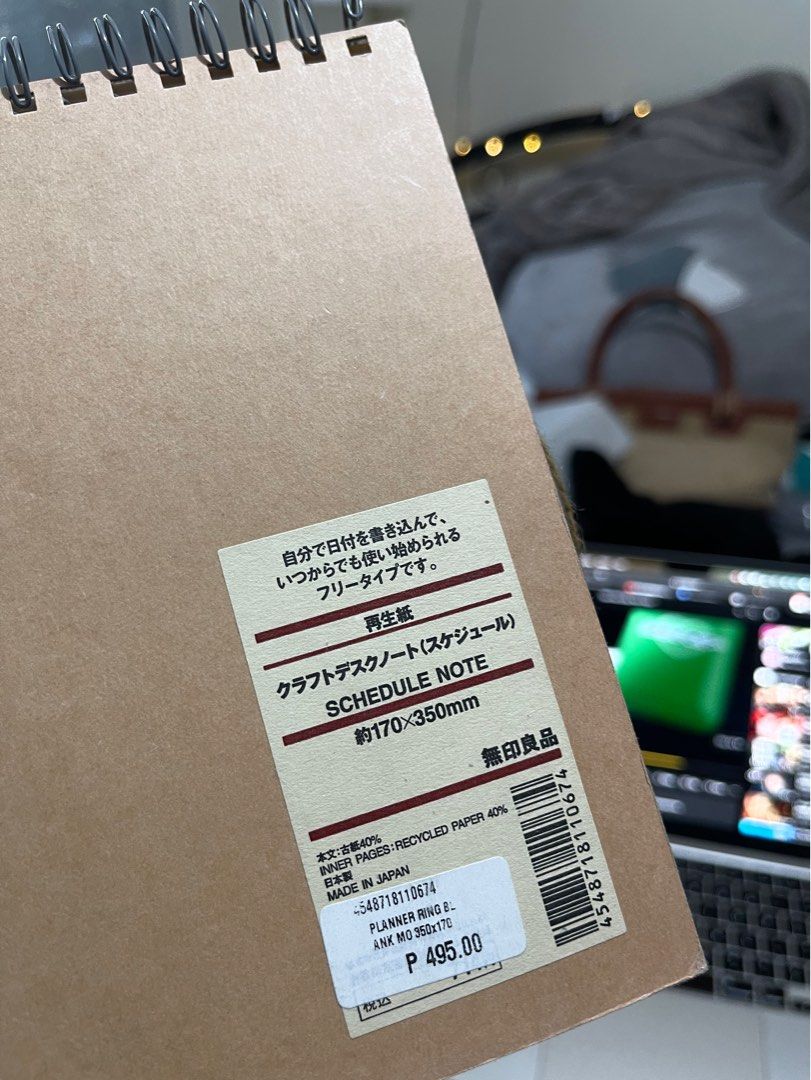 自分で日付を書き込んで、
いつからでも使い始められる
フリータイプです。
再生紙
クラフトデスクノート(スケジュール)
SCHEDULE NOTE
約170×350mm
無印良品
本文:古紙40%
INNER PAGES:RECYCLED PAPER 40%
日本製
MADE IN JAPAN
4548718110674
4548718110674
PLANNER RING BL
ANK MO 350x170
P 495.00
税込